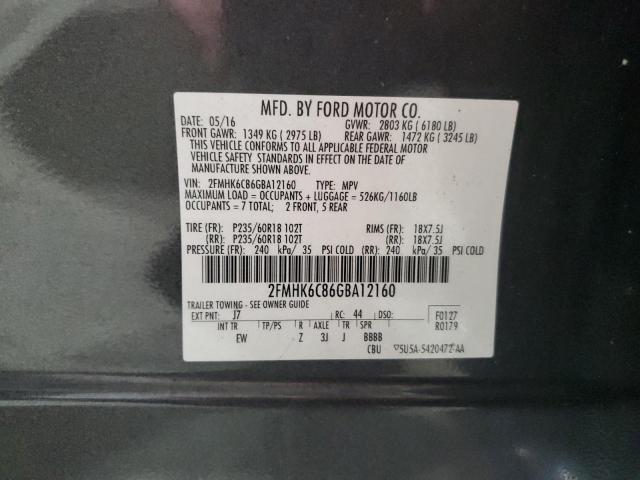 MFD. BY FORD MOTOR CO.
DATE: 05/16 GVWR: 2803 KG ( 6180 LB)
FRONT GAWR: 1349 KG ( 2975 LB) REAR GAWR: 1472 KG ( 3245 LB)
THIS VEHICLE CONFORMS TO ALL APPLICABLE FEDERAL MOTOR
VEHICLE SAFETY STANDARDS IN EFFECT ON THE DATE OF
MANUFACTURE SHOWN ABOVE.
VIN: 2FMHK6C86GBA12160 TYPE: MPV
MAXIMUM LOAD = OCCUPANTS + LUGGAGE = 526KG/1160LB
OCCUPANTS = 7 TOTAL; 2 FRONT, 5 REAR
TIRE (FR): P235/60R18 102T RIMS (FR): 18X7.5J
(RR): P235/60R18 102T (RR): 18X7.5J
PRESSURE (FR): 240 kPa/ 35 PSI COLD (RR): 240 kPa/ 35 PSI COLD
2FMHK6C86GBA12160
TRAILER TOWING - SEE OWNER GUIDE
EXT PNT: J7 RC: 44 DSO: F0127
INT TR TP/PS R AXLE TR SPR R0179
EW Z 3J J BBBB
CBU 5U5A-5420472-AA